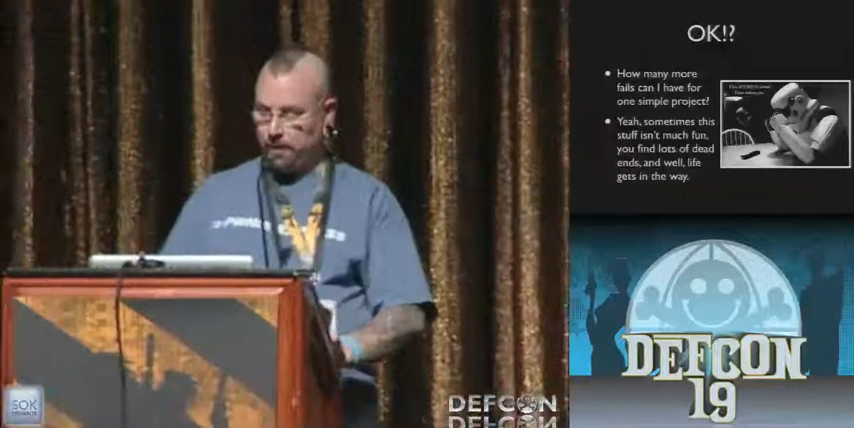 OK!?
• How many more
fails can I have for
one simple project?
• Yeah, sometimes this
stuff isn't much fun,
you find lots of dead
ends, and well, life
gets in the way.
DEFCON
19
DEFCON
SOK